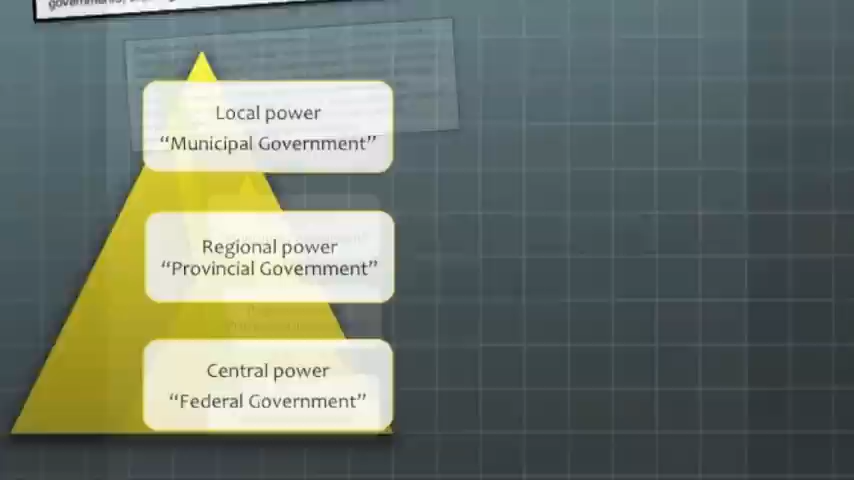 Local power
“Municipal Government”
Regional power
“Provincial Government”
Central power
“Federal Government”